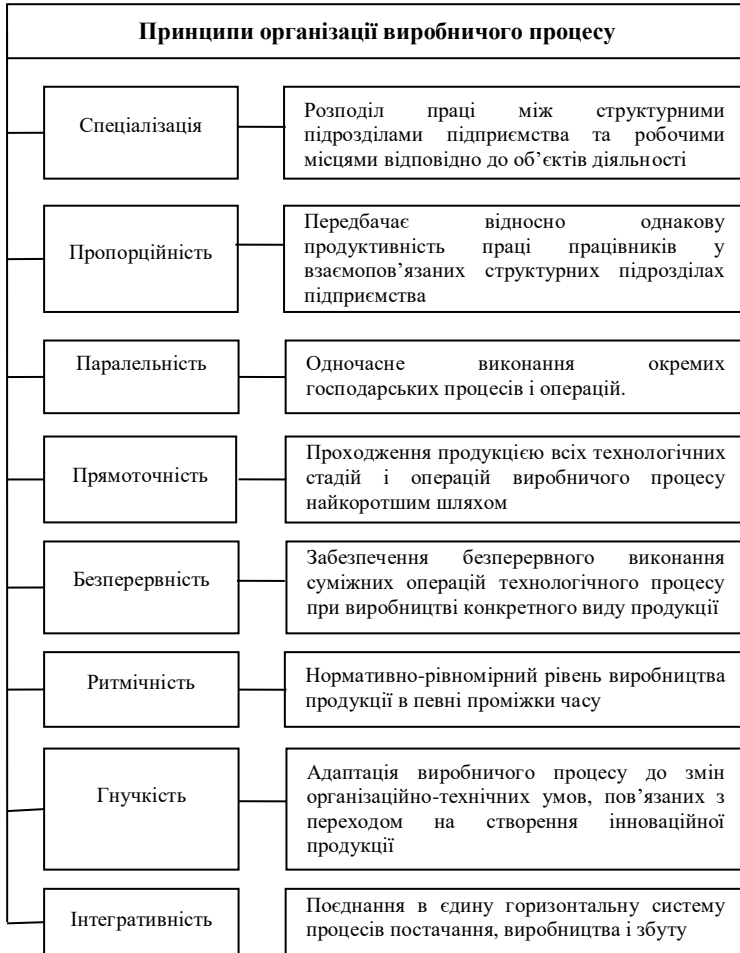 Принципи організації виробничого процесу
Спеціалізація
Розподіл праці між структурними
підрозділами підприємства та робочими
місцями відповідно до об’єктів діяльності
Пропорційність
Передбачає відносно однакову
продуктивність праці працівників у
взаємопов’язаних структурних підрозділах
підприємства
Паралельність
Одночасне виконання окремих
господарських процесів і операцій.
Прямоточність
Проходження продукцією всіх технологічних
стадій і операцій виробничого процесу
найкоротшим шляхом
Безперервність
Забезпечення безперервного виконання
суміжних операцій технологічного процесу
при виробництві конкретного виду продукції
Ритмічність
Нормативно-рівномірний рівень виробництва
продукції в певні проміжки часу
Гнучкість
Адаптація виробничого процесу до змін
організаційно-технічних умов, пов’язаних з
переходом на створення інноваційної
продукції
Інтегративність
Поєднання в єдину горизонтальну систему
процесів постачання, виробництва і збуту